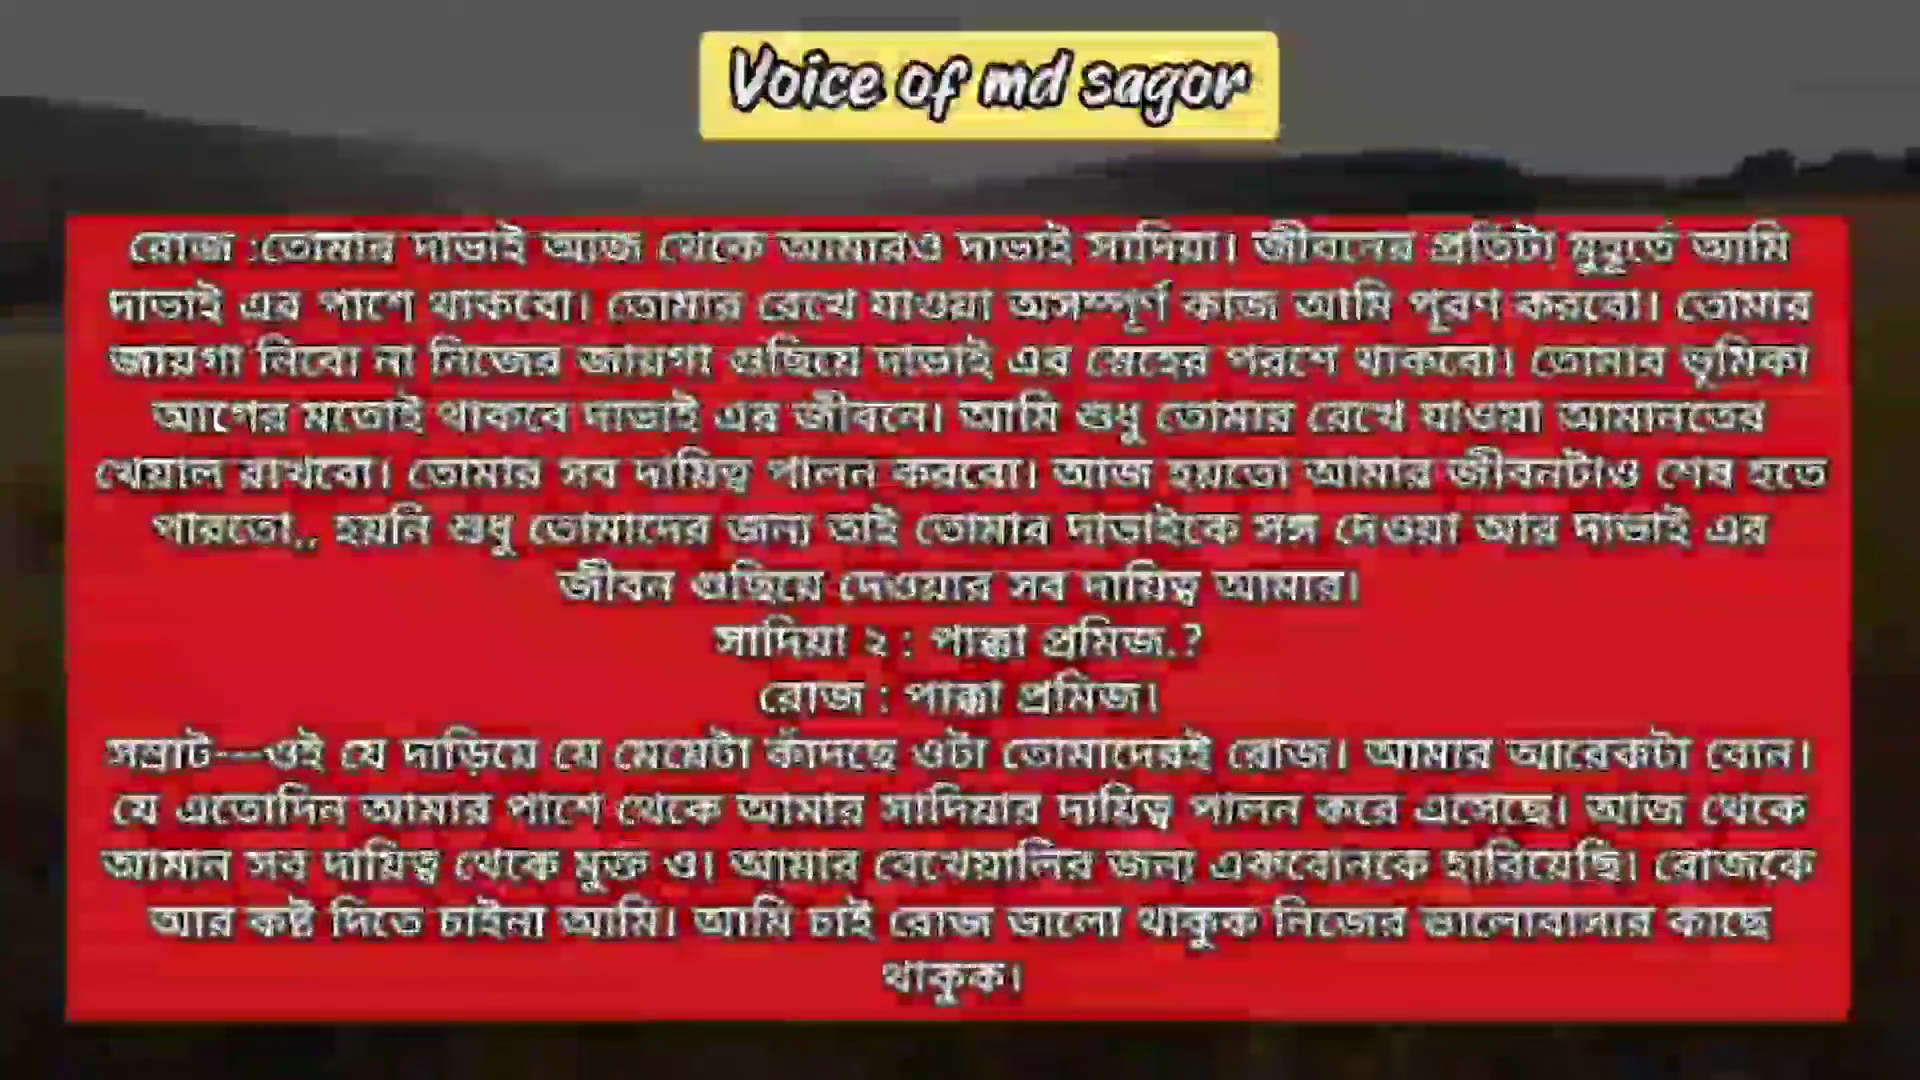 Voice of md sagor
রোজ :তোমার দাভাই আজ থেকে আমারও দাভাই সাদিয়া। জীবনের প্রতিটা মুহূর্তে আমি
দাভাই এর পাশে থাকবো। তোমার রেখে যাওয়া অসম্পূর্ণ কাজ আমি পূরণ করবো। তোমার
জায়গা নিবো না নিজের জায়গা গুছিয়ে দাভাই এর স্নেহের পরশে থাকবো। তোমার ভূমিকা
আগের মতোই থাকবে দাভাই এর জীবনে। আমি শুধু তোমার রেখে যাওয়া আমানতের
খেয়াল রাখবো। তোমার সব দায়িত্ব পালন করবো। আজ হয়তো আমার জীবনটাও শেষ হতে
পারতো,, হয়নি শুধু তোমাদের জন্য তাই তোমার দাভাইকে সঙ্গ দেওয়া আর দাভাই এর
জীবন গুছিয়ে দেওয়ার সব দায়িত্ব আমার।
সাদিয়া ২ : পাক্কা প্রমিজ.?
রোজ : পাক্কা প্রমিজ।
সম্রাট---ওই যে দাড়িয়ে যে মেয়েটা কাঁদছে ওটা তোমাদেরই রোজ। আমার আরেকটা বোন।
যে এতোদিন আমার পাশে থেকে আমার সাদিয়ার দায়িত্ব পালন করে এসেছে। আজ থেকে
আমান সব দায়িত্ব থেকে মুক্ত ও। আমার বেখেয়ালির জন্য একবোনকে হারিয়েছি। রোজকে
আর কষ্ট দিতে চাইনা আমি। আমি চাই রোজ ভালো থাকুক নিজের ভালোবাসার কাছে
থাকুক।